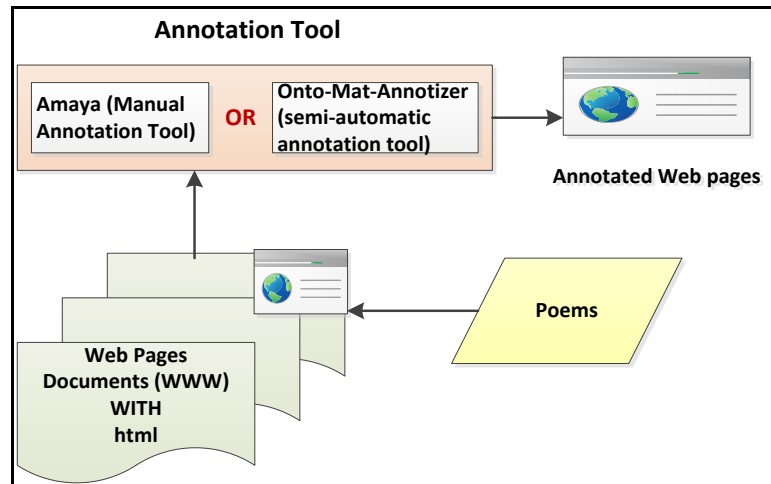 Annotation Tool
Amaya (Manual
Annotation Tool)
OR
Onto-Mat-Annotizer
(semi-automatic
annotation tool)
Annotated Web pages
Poems
Web Pages
Documents (WWW)
WITH
html